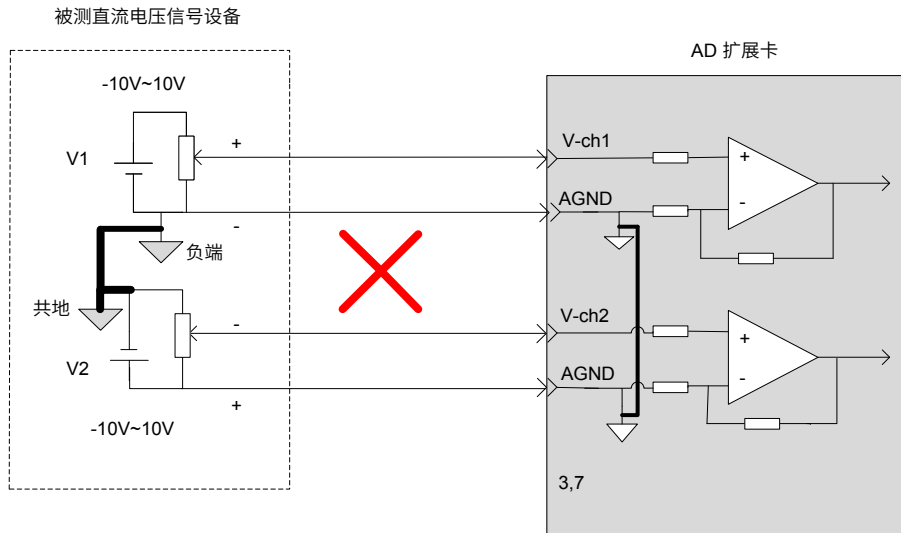 被测直流电压信号设备
AD 扩展卡
-10V~10V
+
V-ch1
V1
+
AGND
-
-
负端
共地
V-ch2
-
+
V2
AGND
-
+
-10V~10V
3,7